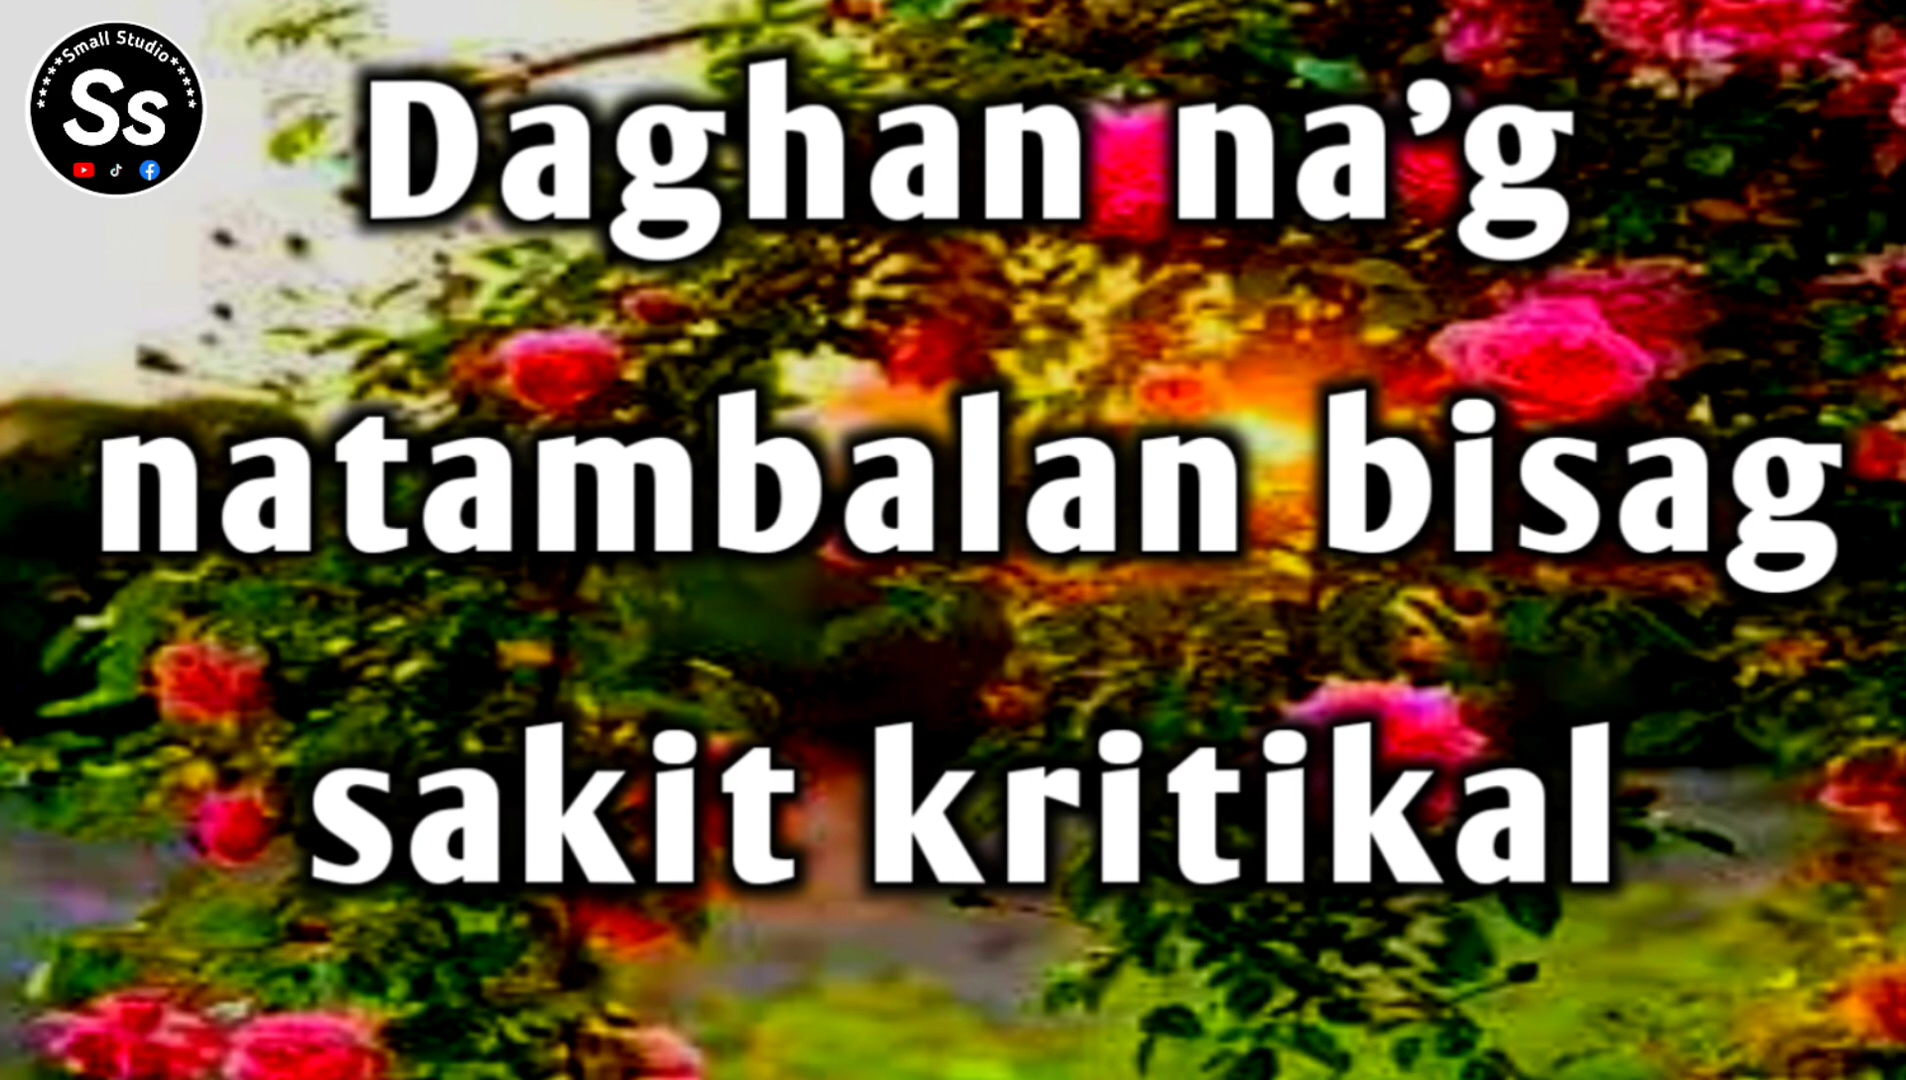 *****Small Studio*****
Ss
Daghan na’g
natambalan bisag
sakit kritikal